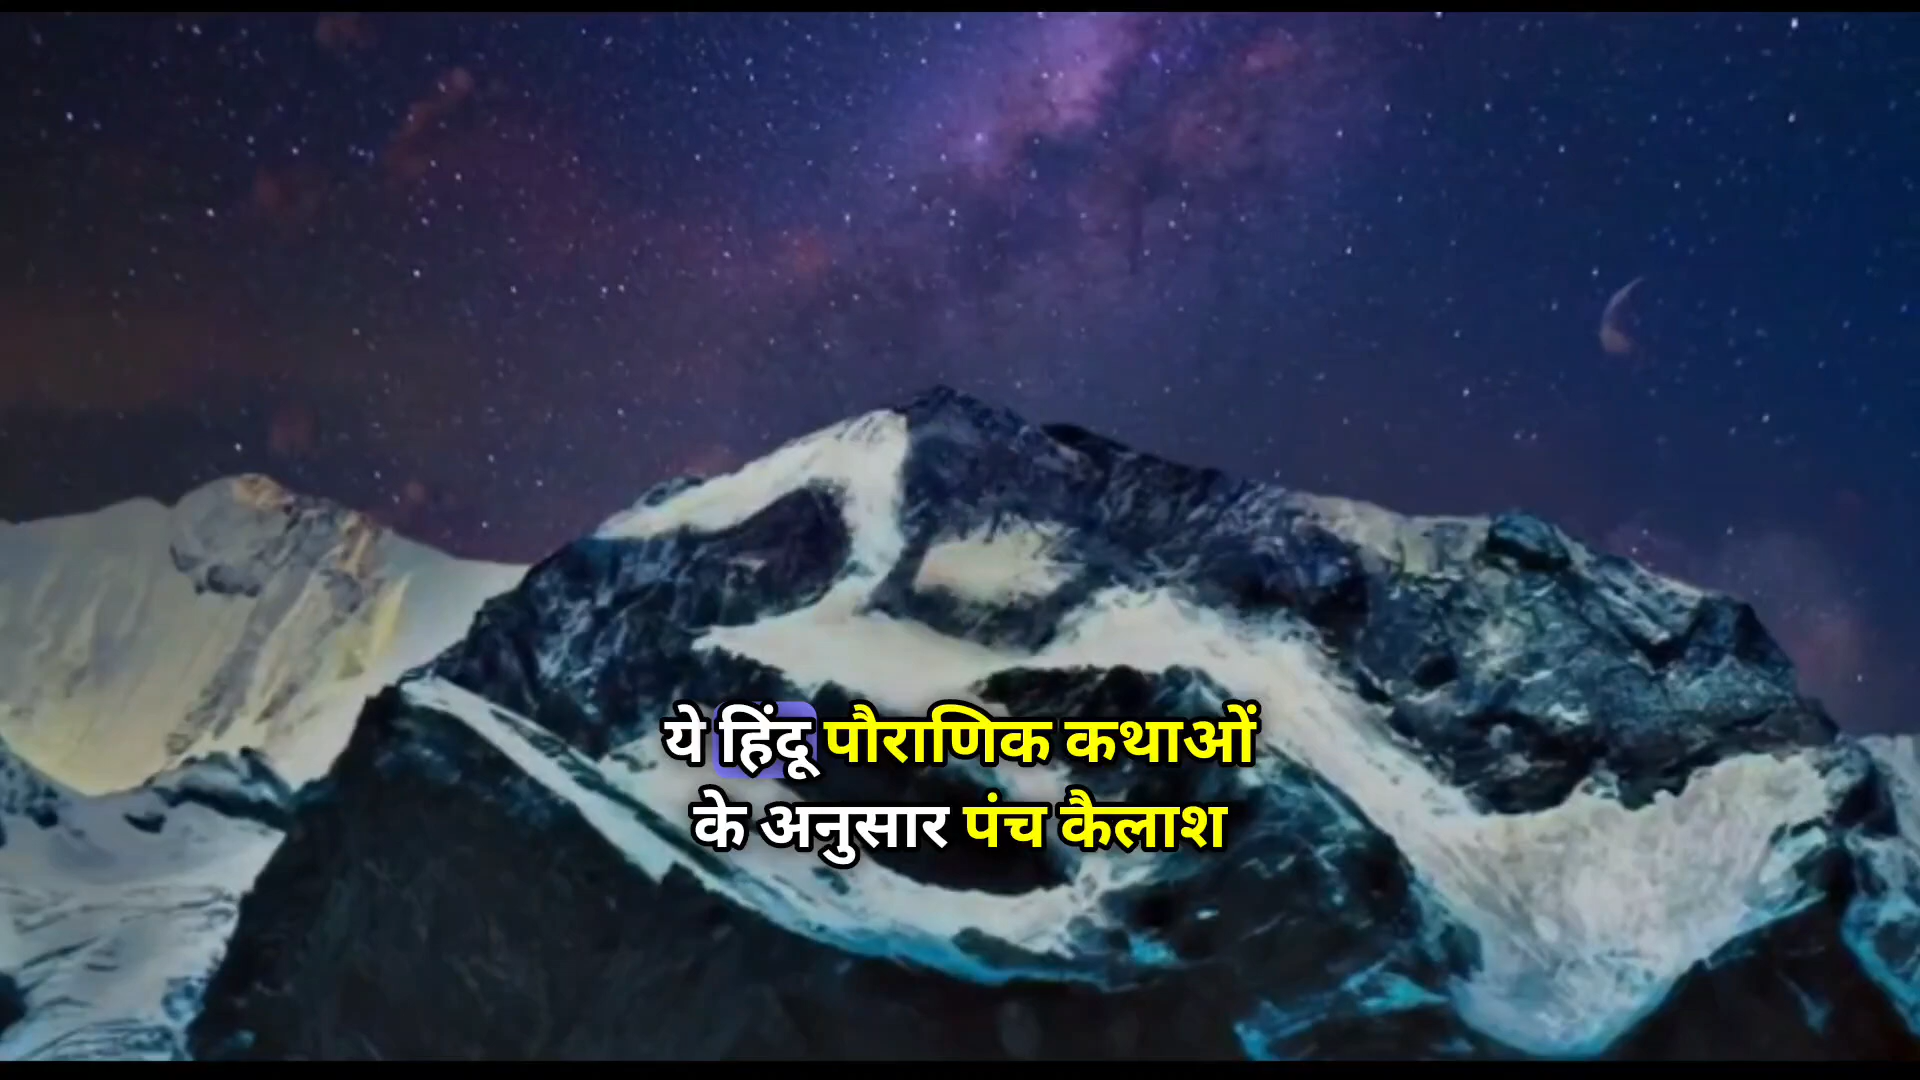 ये हिंदू पौराणिक कथाओं
के अनुसार पंच कैलाश